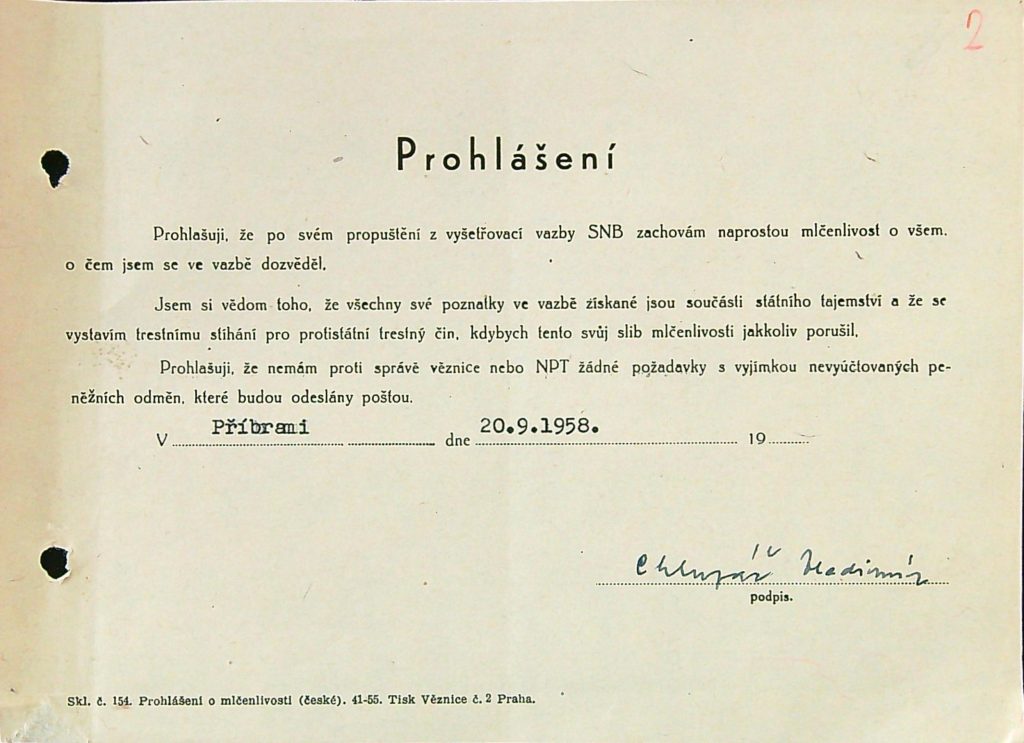 2
Prohlášení
Prohlašuji, že po svém propuštění z vyšetřovací vazby SNB zachovám naprostou mlčenlivost o všem.
o čem jsem se ve vazbě dozvěděl.
Jsem si vědom toho, že všechny své poznatky ve vazbě získané jsou součásti státního tajemství a že se
vystavím trestnímu stíhání pro protistátní trestný čin, kdybych tento svůj slib mlčenlivosti jakkoliv porušil.
Prohlašuji, že nemám proti správě věznice nebo NPT žádné požadavky s vyjímkou nevyúčtovaných pe-
něžních odměn, které budou odeslány poštou.
V Příbrami dne 20.9.1958. 19
Vladimír
podpis.
Skl. č. 154. Prohlášení o mlčenlivosti (české). 41-55. Tisk Věznice č. 2 Praha.